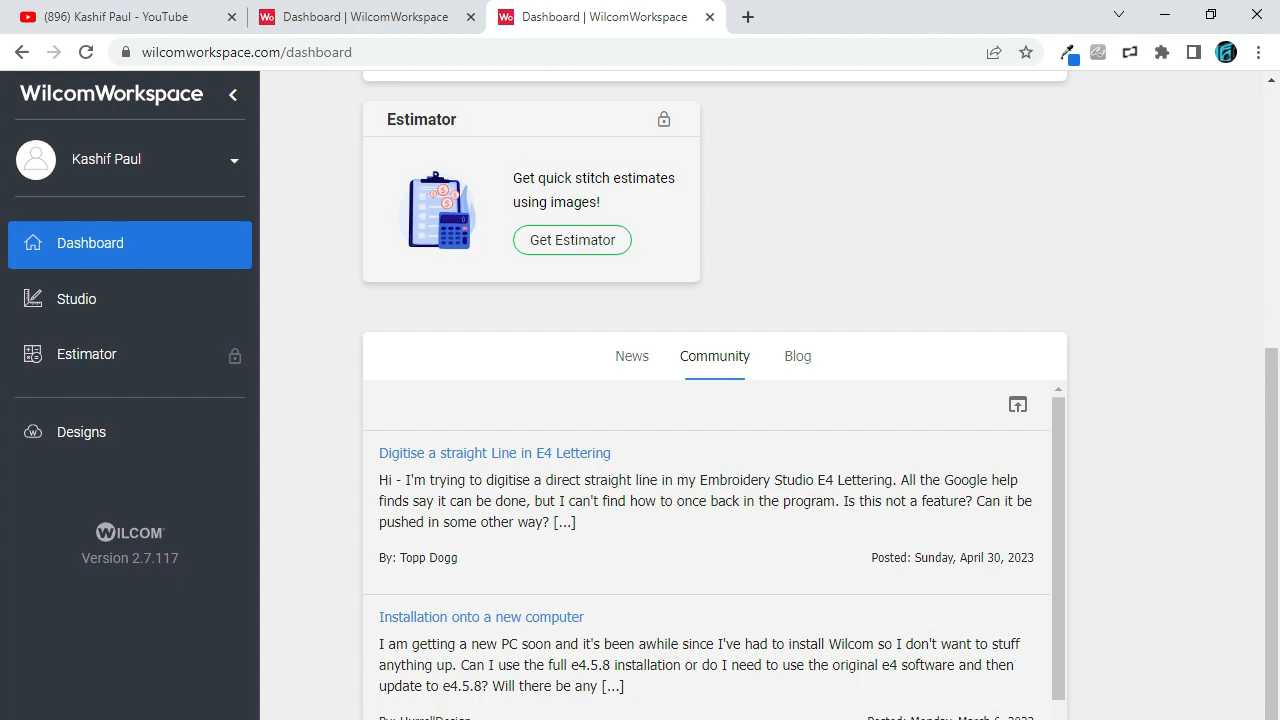 (896) Kashif Paul - YouTube
Wo Dashboard | WilcomWorkspace
Wo Dashboard | WilcomWorkspace
wilcomworkspace.com/dashboard
WilcomWorkspace
Kashif Paul
Dashboard
Studio
Estimator
Designs
WILCOM
Version 2.7.117
Estimator
Get quick stitch estimates
using images!
Get Estimator
News Community Blog
Digitise a straight Line in E4 Lettering
Hi - I'm trying to digitise a direct straight line in my Embroidery Studio E4 Lettering. All the Google help
finds say it can be done, but I can't find how to once back in the program. Is this not a feature? Can it be
pushed in some other way? [...]
By: Topp Dogg Posted: Sunday, April 30, 2023
Installation onto a new computer
I am getting a new PC soon and it's been awhile since I've had to install Wilcom so I don't want to stuff
anything up. Can I use the full e4.5.8 installation or do I need to use the original e4 software and then
update to e4.5.8? Will there be any [...]